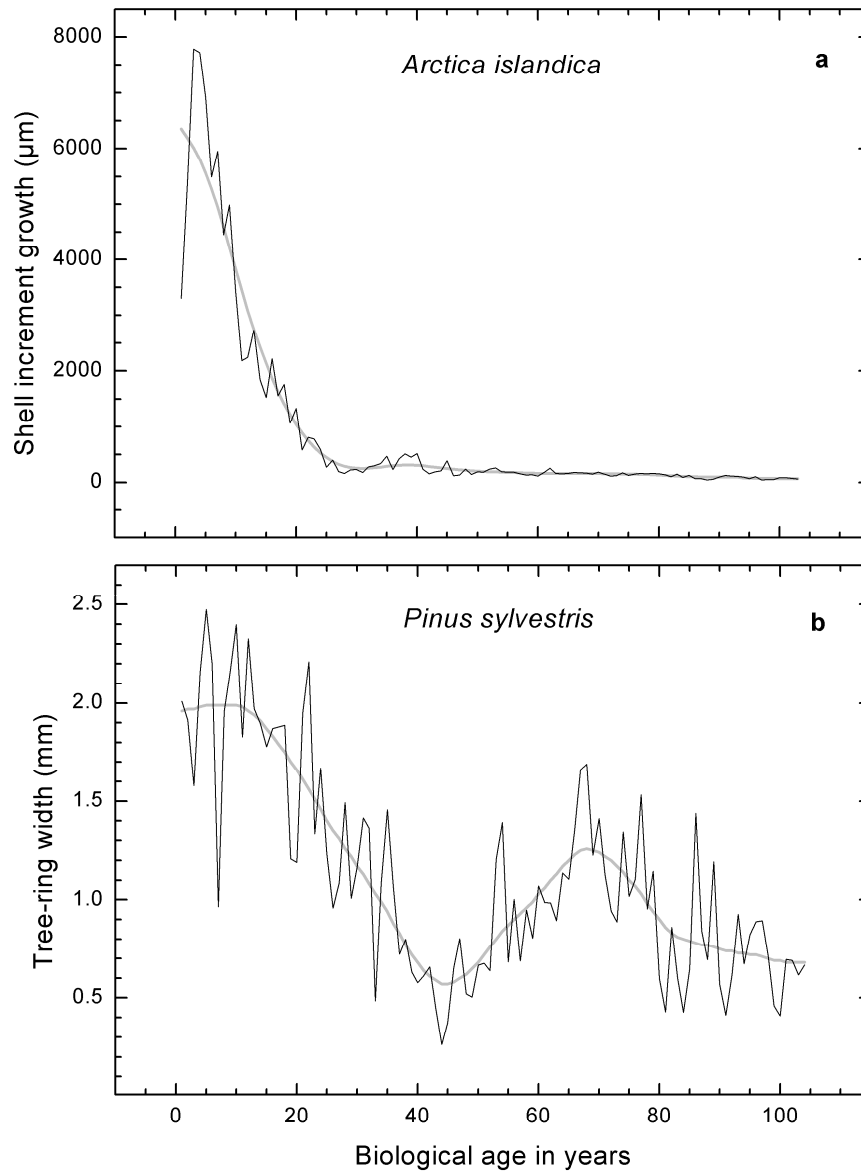 Arctica islandica
a
Shell increment growth (µm)
8000
6000
4000
2000
0
Pinus sylvestris
b
Tree-ring width (mm)
2.5
2.0
1.5
1.0
0.5
0 20 40 60 80 100
Biological age in years